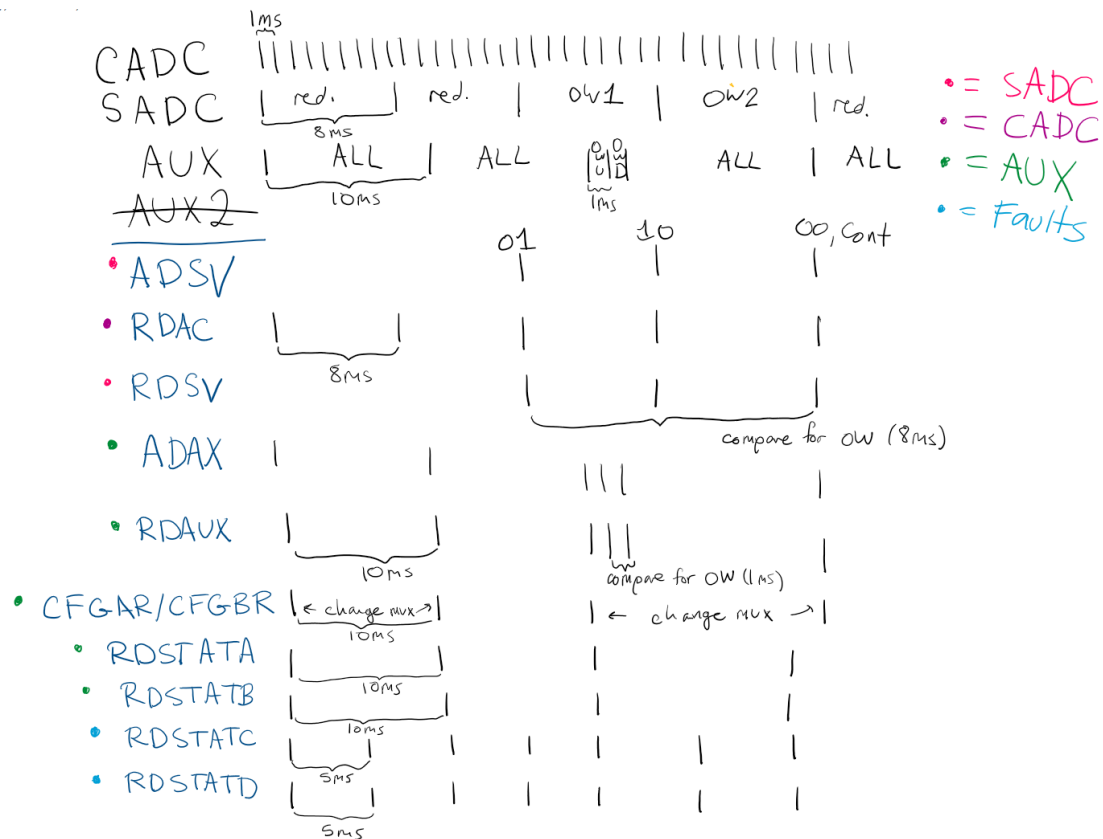 1ms
CADC
SADC red. red. OW1 OW2 red.
8ms
AUX ALL ALL OWU OWD ALL ALL
10ms 1ms
AUX2
01 10 00, Cont
ADSV
RDAC
8ms
RDSV
compare for OW (8ms)
ADAX
RDAUX
10ms
compare for OW (1ms)
CFGAR/CFGBR ← change mux → ← change mux →
10ms
RDSTATA
10ms
RDSTATB
10ms
RDSTATC
5ms
RDSTATD
5ms
• = SADC
• = CADC
• = AUX
• = Faults